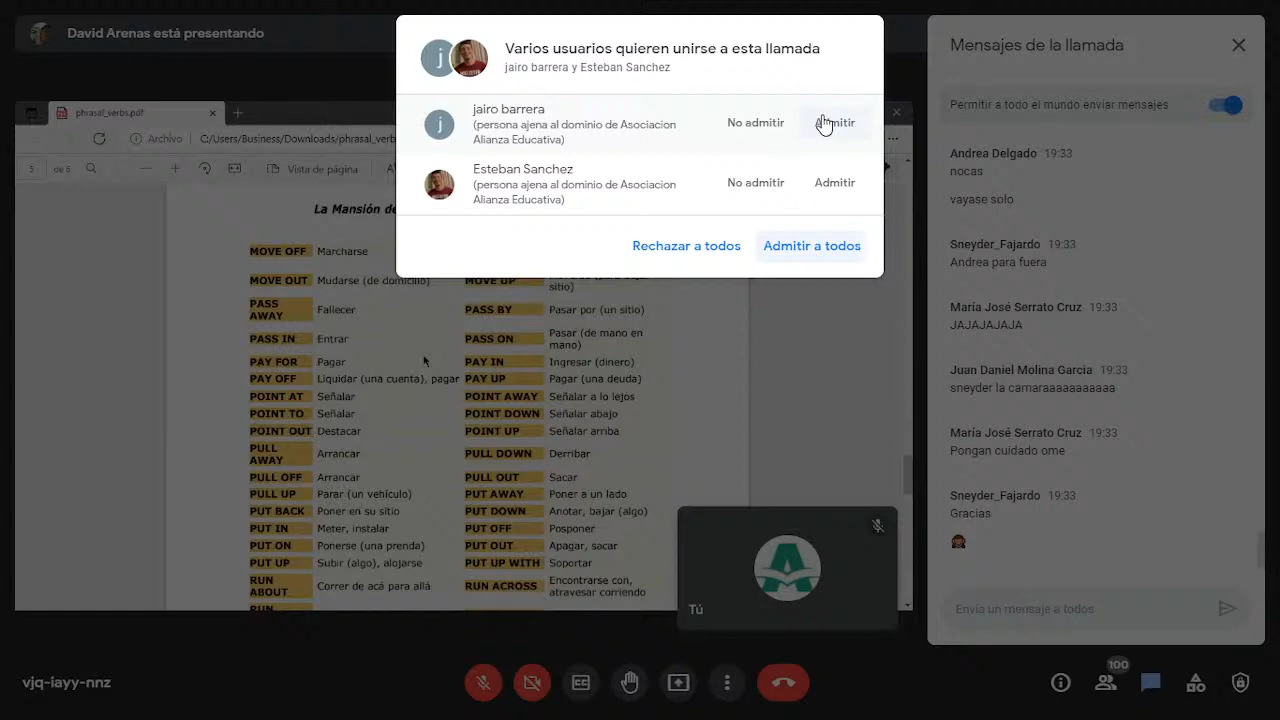 David Arenas está presentando
Varios usuarios quieren unirse a esta llamada
jairo barrera y Esteban Sanchez
jairo barrera
(persona ajena al dominio de Asociacion
Alianza Educativa)
No admitir
Esteban Sanchez
(persona ajena al dominio de Asociacion
Alianza Educativa)
No admitir Admitir
Rechazar a todos Admitir a todos
phrasal_verbs.pdf
Archivo C:/Users/Business/Downloads/phrasal_ve
5 de 6 Vista de página
La Mansión de
MOVE OFF Marcharse
MOVE OUT Mudarse (de domicilio) MOVE UP
sitio)
PASS AWAY Fallecer PASS BY Pasar por (un sitio)
PASS IN Entrar PASS ON Pasar (de mano en
mano)
PAY FOR Pagar PAY IN Ingresar (dinero)
PAY OFF Liquidar (una cuenta), pagar PAY UP Pagar (una deuda)
POINT AT Señalar POINT AWAY Señalar a lo lejos
POINT TO Señalar POINT DOWN Señalar abajo
POINT OUT Destacar POINT UP Señalar arriba
PULL AWAY Arrancar PULL DOWN Derribar
PULL OFF Arrancar PULL OUT Sacar
PULL UP Parar (un vehículo) PUT AWAY Poner a un lado
PUT BACK Poner en su sitio PUT DOWN Anotar, bajar (algo)
PUT IN Meter, instalar PUT OFF Posponer
PUT ON Ponerse (una prenda) PUT OUT Apagar, sacar
PUT UP Subir (algo), alojarse PUT UP WITH Soportar
RUN ABOUT Correr de acá para allá RUN ACROSS Encontrarse con,
atravesar corriendo
RUN
Tú
Mensajes de la llamada
Permitir a todo el mundo enviar mensajes
Andrea Delgado 19:33
nocas
vayase solo
Sneyder_Fajardo 19:33
Andrea para fuera
María José Serrato Cruz 19:33
JAJAJAJAJA
Juan Daniel Molina Garcia 19:33
sneyder la camaraaaaaaaaaaa
María José Serrato Cruz 19:33
Pongan cuidado ome
Sneyder_Fajardo 19:33
Gracias
Envía un mensaje a todos
vjq-iayy-nnz
100